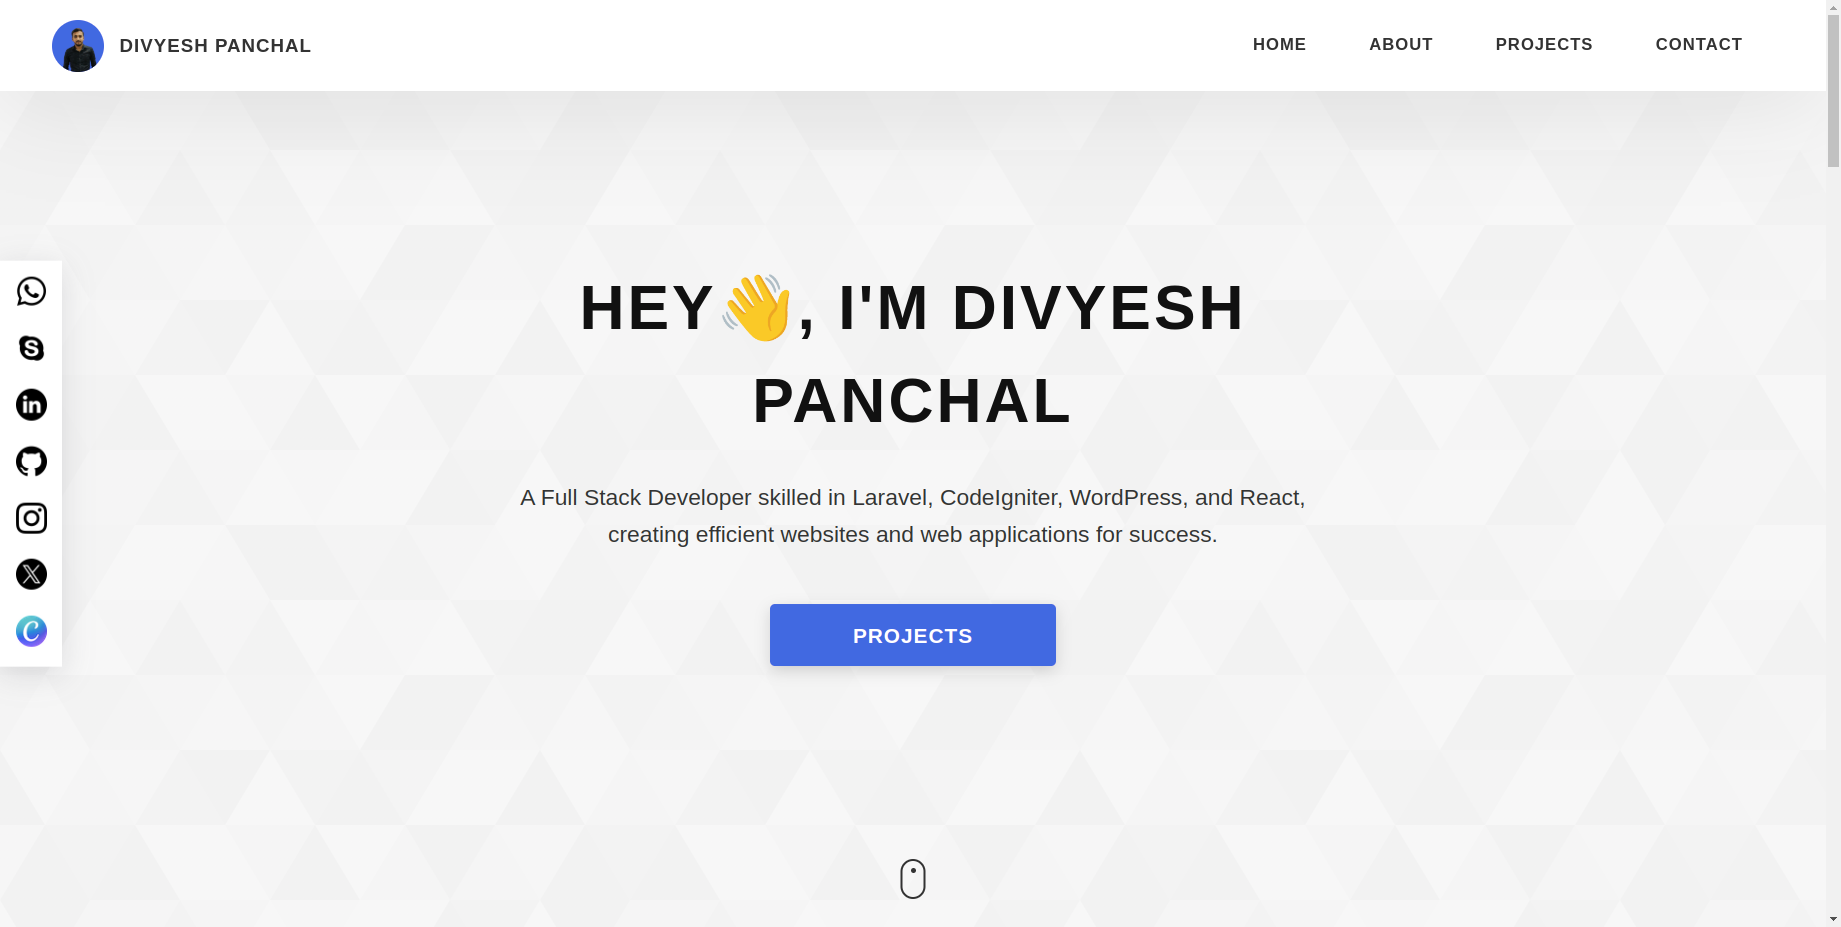 DIVYESH PANCHAL
HOME ABOUT PROJECTS CONTACT
HEY👋, I'M DIVYESH
PANCHAL
A Full Stack Developer skilled in Laravel, CodeIgniter, WordPress, and React,
creating efficient websites and web applications for success.
PROJECTS